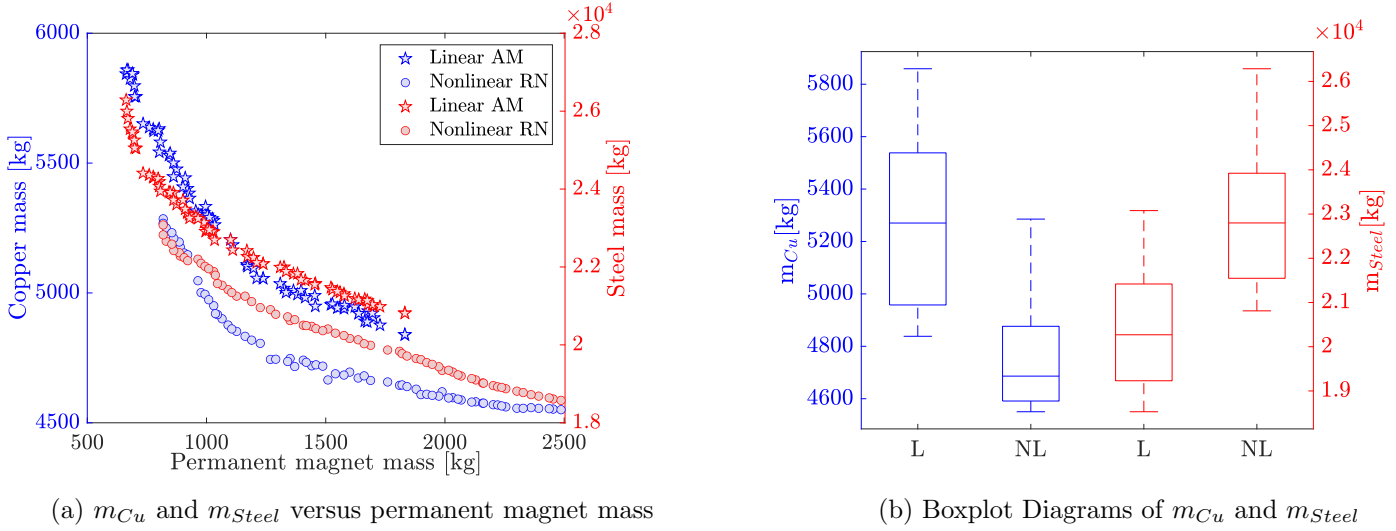 ×10⁴
6000
5500
5000
4500
Copper mass [kg]
2.8
2.6
2.4
2.2
2
1.8
Steel mass [kg]
Linear AM
Nonlinear RN
Linear AM
Nonlinear RN
500
1000
1500
2000
2500
Permanent magnet mass [kg]
(a) m_Cu and m_Steel versus permanent magnet mass
×10⁴
5800
5600
5400
5200
5000
4800
4600
m_Cu[kg]
2.6
2.5
2.4
2.3
2.2
2.1
2
1.9
m_Steel[kg]
L
NL
L
NL
(b) Boxplot Diagrams of m_Cu and m_Steel